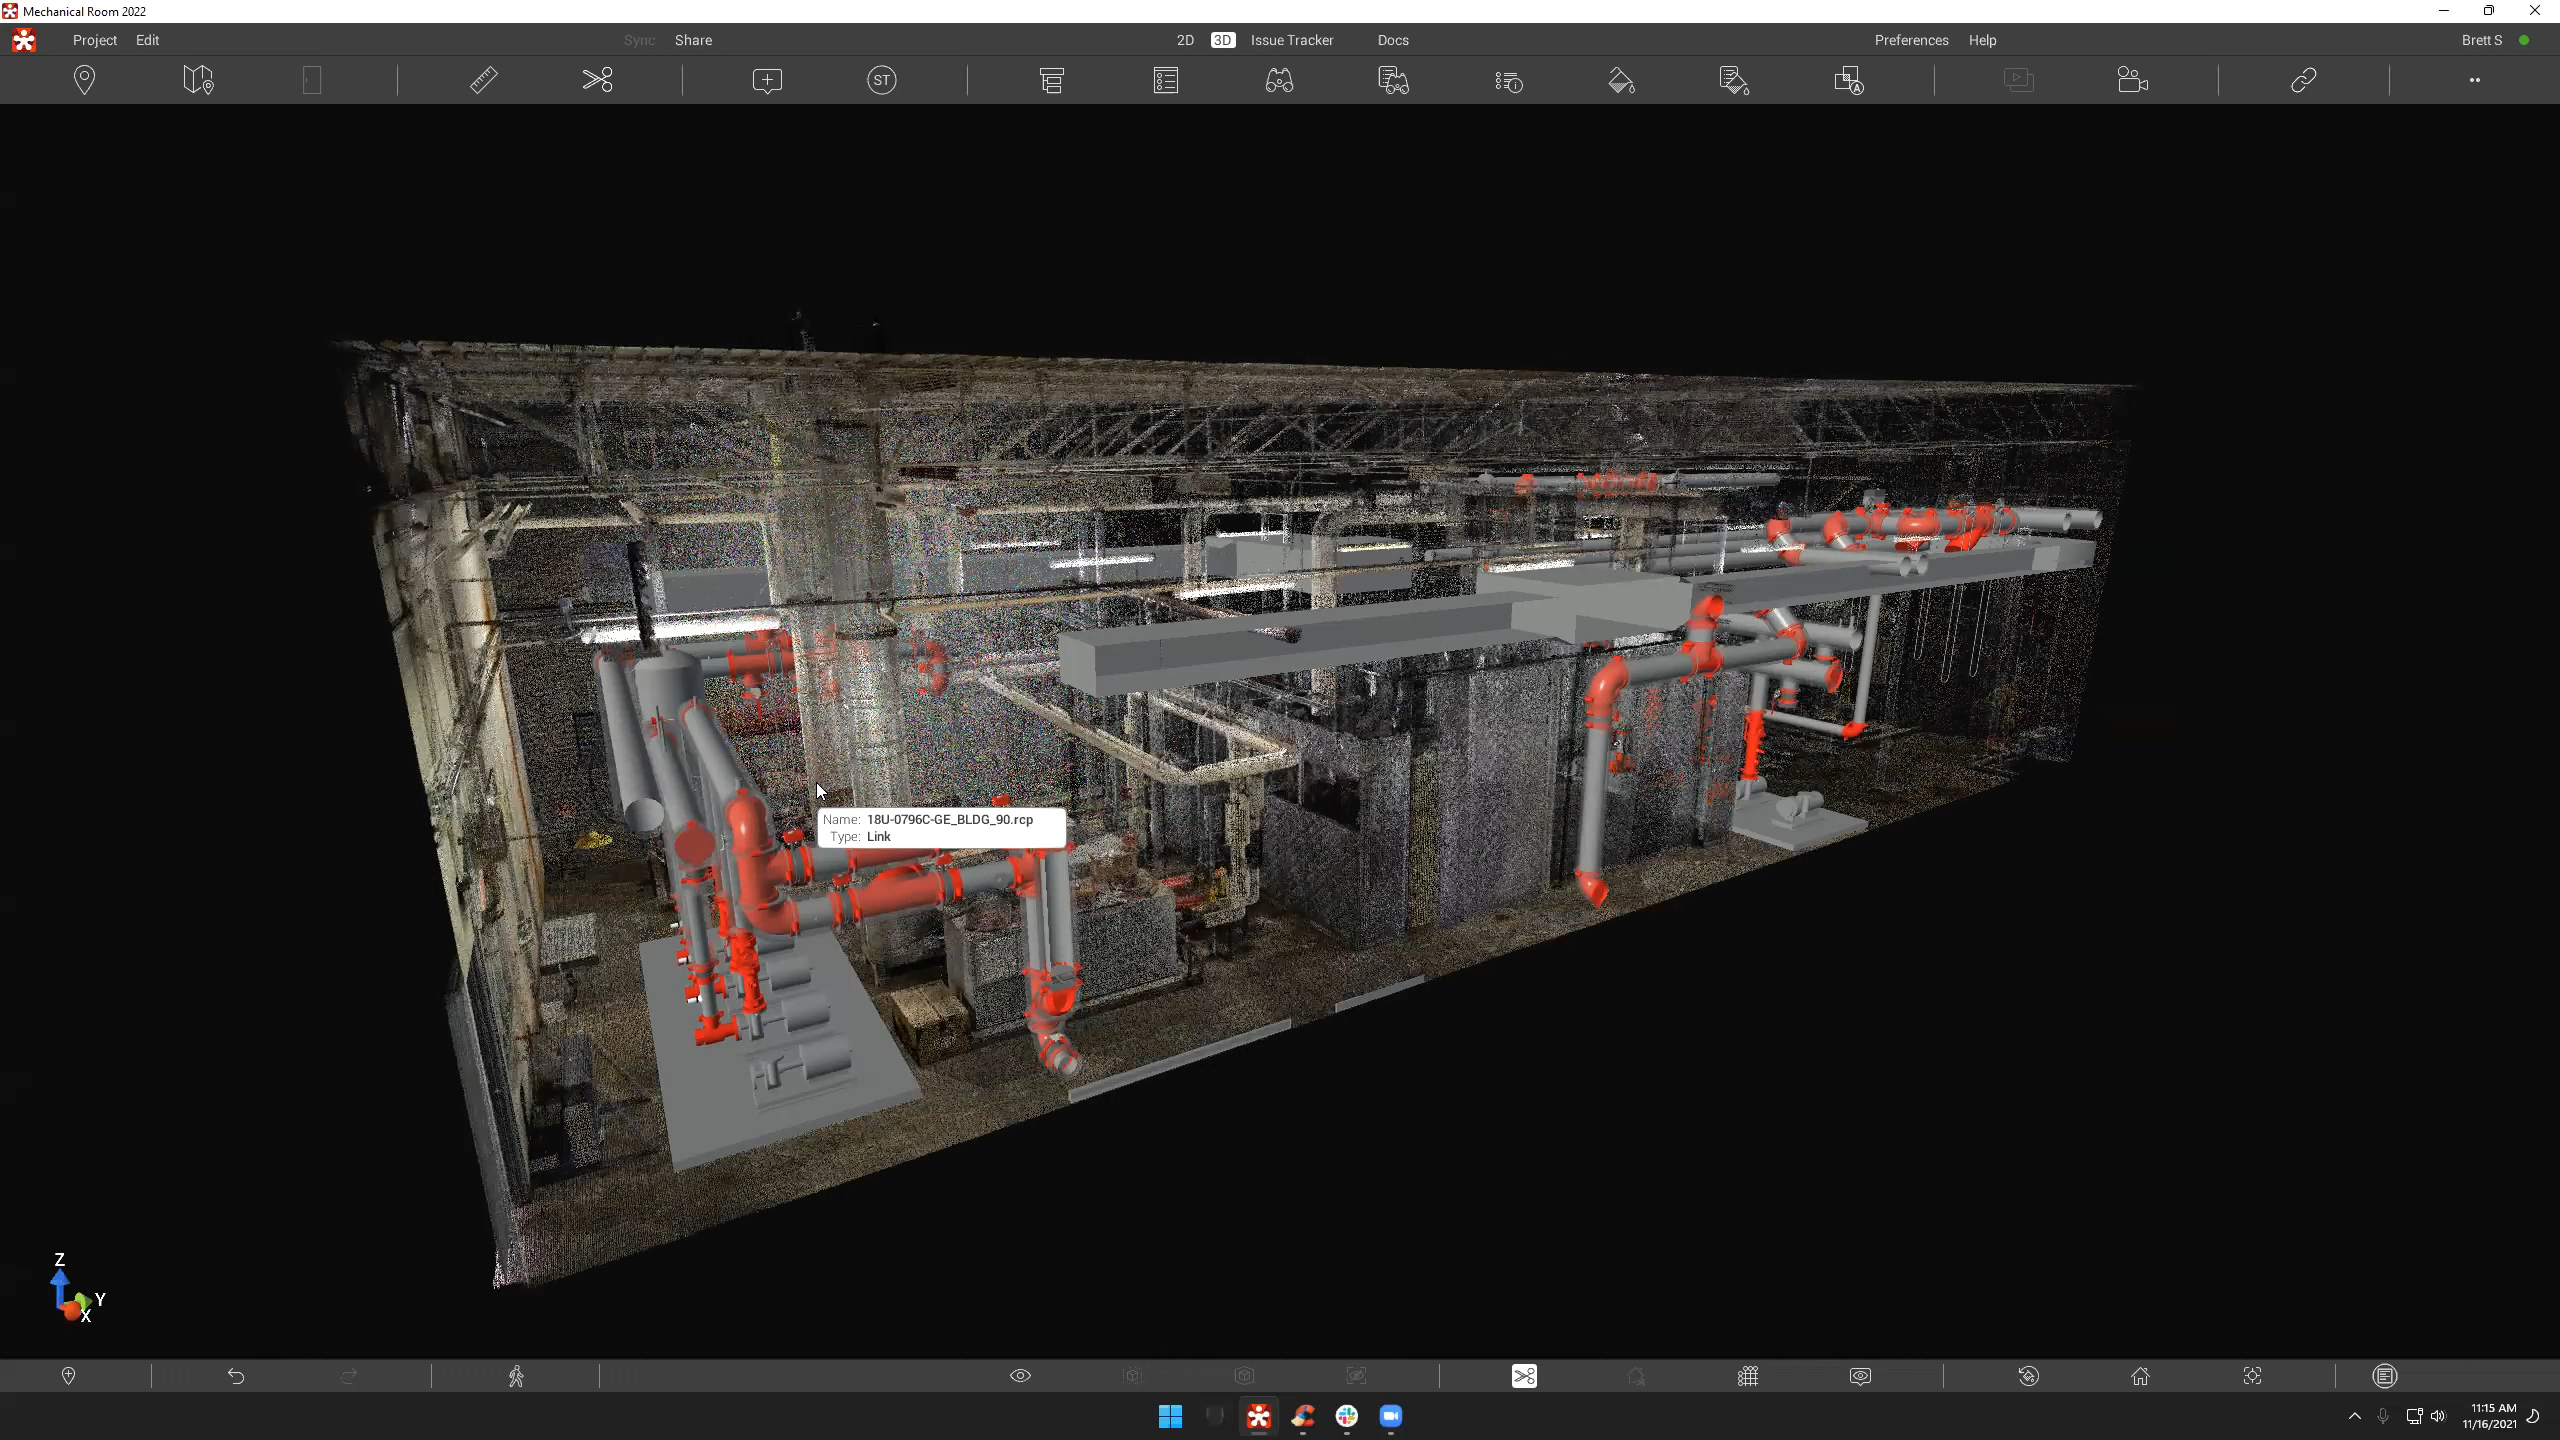 Mechanical Room 2022
Project Edit Sync Share 2D 3D Issue Tracker Docs Preferences Help Brett S
ST
Name: 18U-0796C-GE_BLDG_90.rcp
Type: Link
Z
Y
X
11:15 AM
11/16/2021